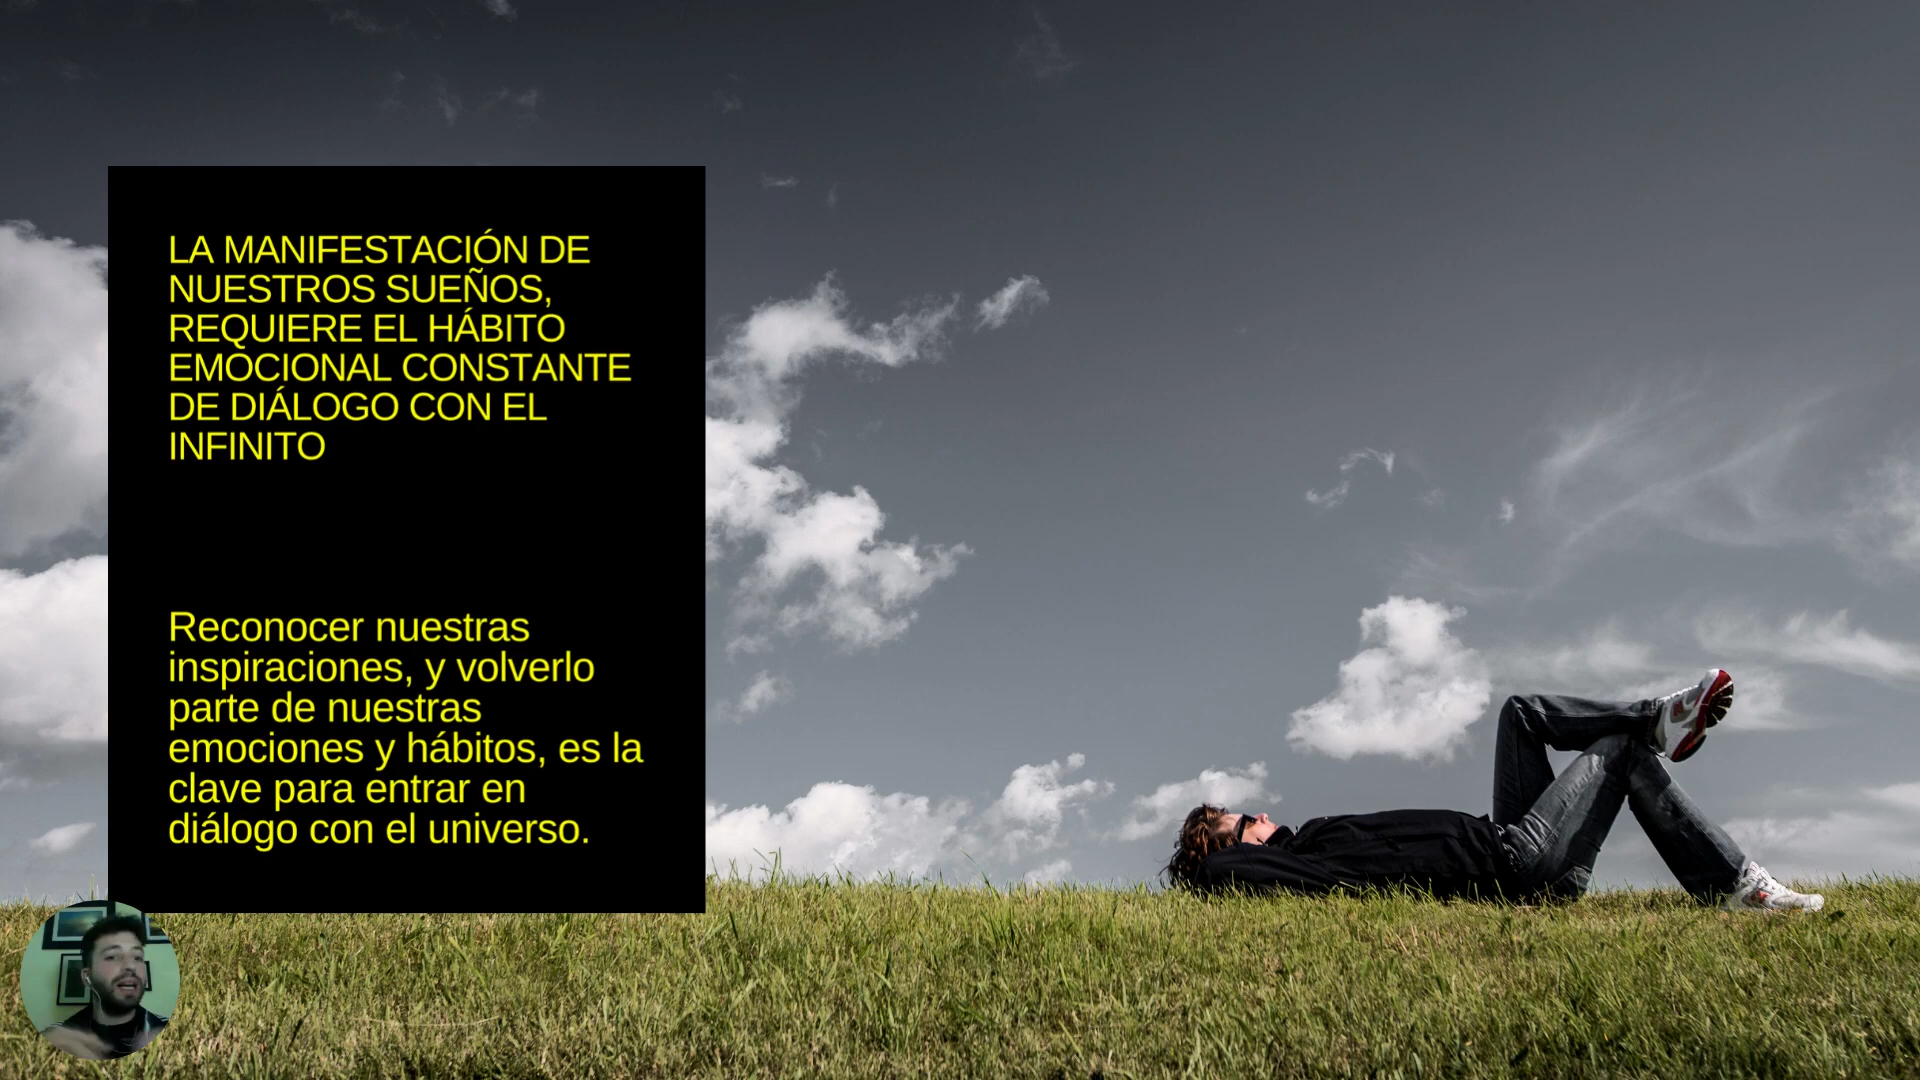 LA MANIFESTACIÓN DE
NUESTROS SUEÑOS,
REQUIERE EL HÁBITO
EMOCIONAL CONSTANTE
DE DIÁLOGO CON EL
INFINITO
Reconocer nuestras
inspiraciones, y volverlo
parte de nuestras
emociones y hábitos, es la
clave para entrar en
diálogo con el universo.